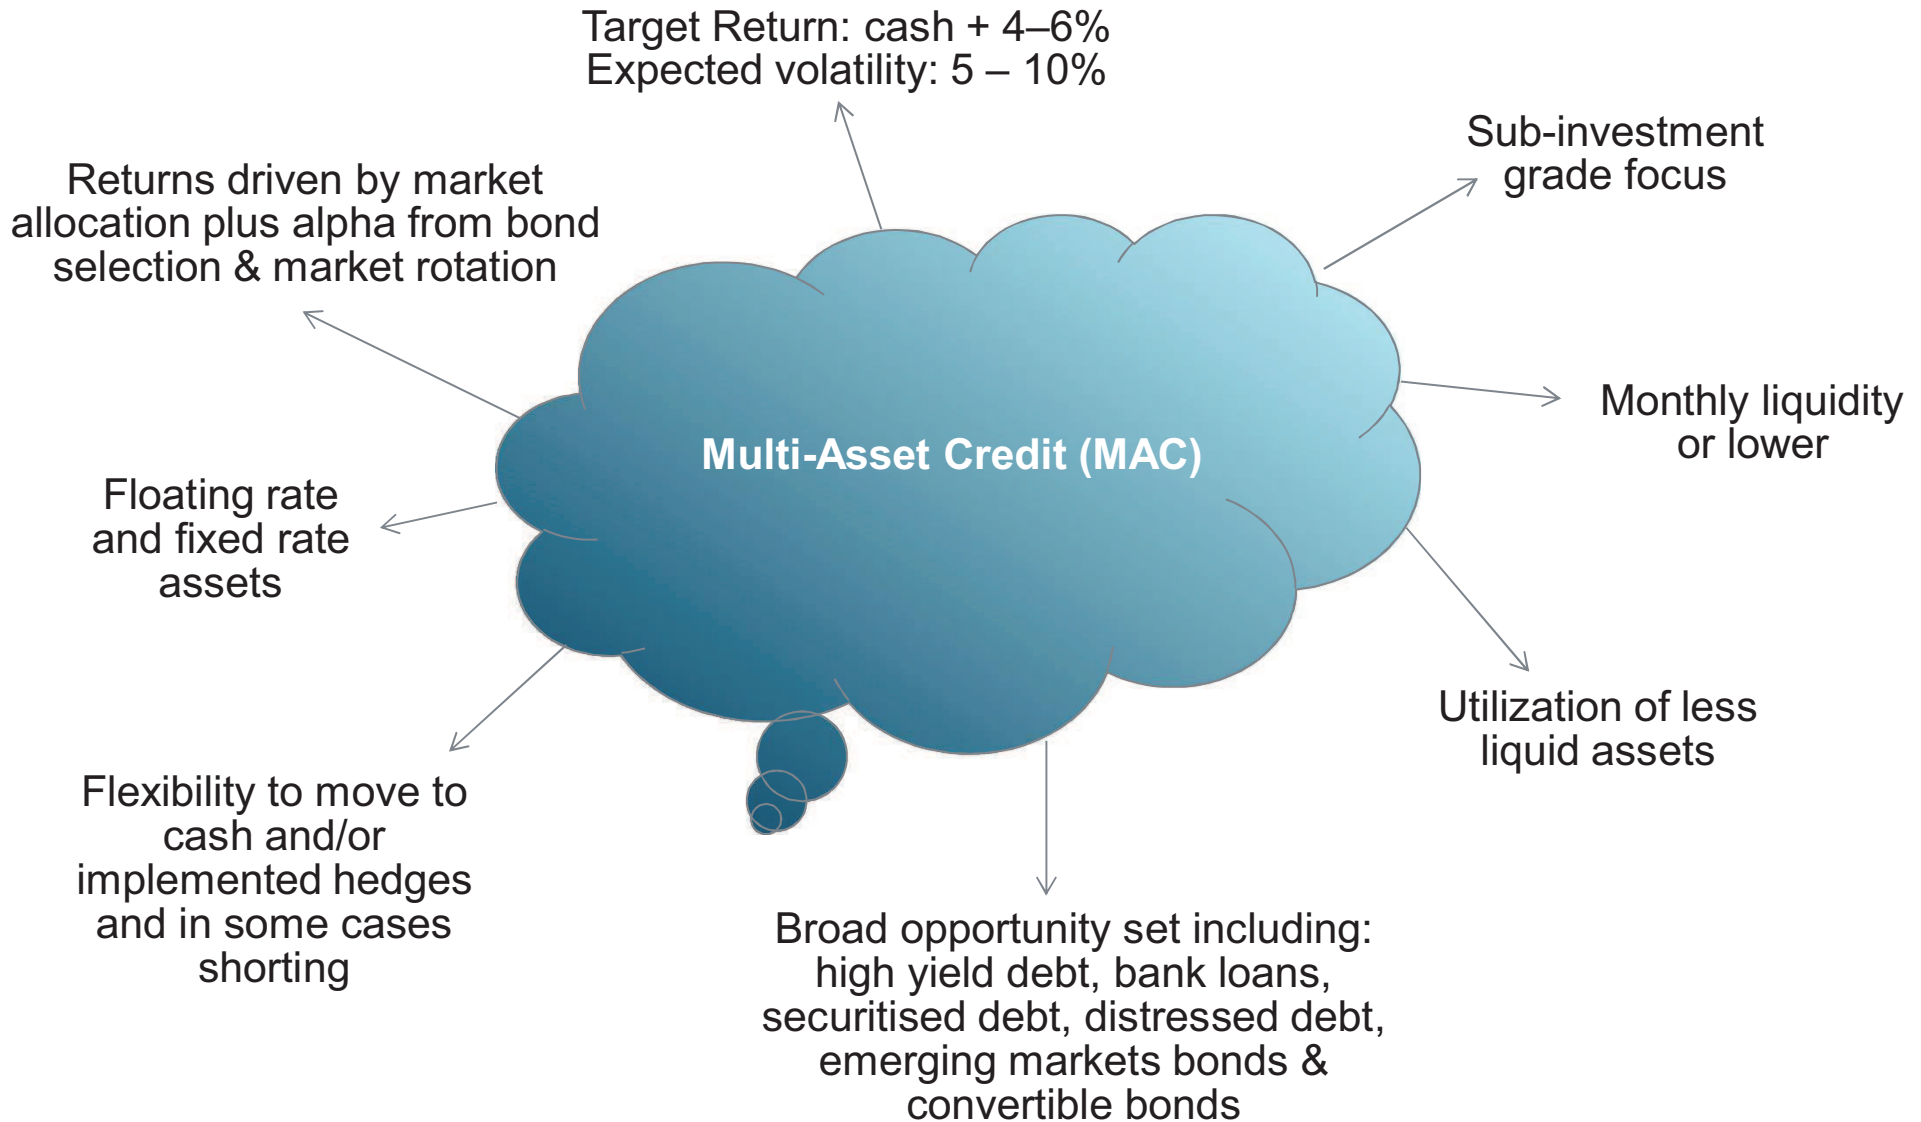 Target Return: cash + 4–6%
Expected volatility: 5 – 10%
Sub-investment
grade focus
Returns driven by market
allocation plus alpha from bond
selection & market rotation
Monthly liquidity
or lower
Multi-Asset Credit (MAC)
Floating rate
and fixed rate
assets
Utilization of less
liquid assets
Flexibility to move to
cash and/or
implemented hedges
and in some cases
shorting
Broad opportunity set including:
high yield debt, bank loans,
securitised debt, distressed debt,
emerging markets bonds &
convertible bonds